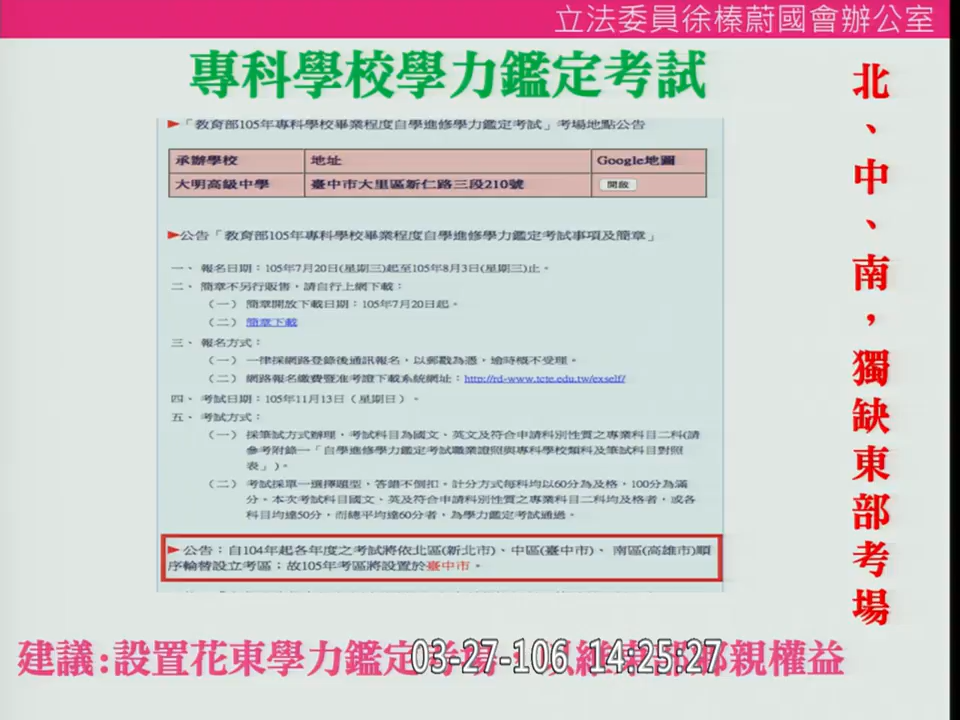 立法委員徐榛蔚國會辦公室
專科學校學力鑑定考試
北、中、南，獨缺東部考場
►「教育部105年專科學校畢業程度自學進修學力鑑定考試」考場地點公告
承辦學校 地址 Google地圖
大明高級中學 臺中市大里區新仁路三段210號 開啟
►公告「教育部105年專科學校畢業程度自學進修學力鑑定考試事項及簡章」
一、 報名日期：105年7月20日(星期三)起至105年8月3日(星期三)止。
二、 簡章不另行販售，請自行上網下載：
（一） 簡章開放下載日期：105年7月20日起。
（二） 簡章下載
三、 報名方式：
（一） 一律採網路登錄後通訊報名，以郵戳為憑，逾時概不受理。
（二） 網路報名繳費暨准考證下載系統網址：http://rd-www.tcte.edu.tw/exself/
四、 考試日期：105年11月13日（星期日）。
五、 考試方式：
（一） 採筆試方式辦理，考試科目為國文、英文及符合申請科別性質之專業科目二科(請
參考附錄一「自學進修學力鑑定考試職業證照與專科學校類科及筆試科目對照
表」)。
（二） 考試採單一選擇題型，答錯不倒扣。計分方式每科均以60分為及格，100分為滿
分。本次考試科目國文、英及符合申請科別性質之專業科目二科均及格者，或各
科目均達50分，而總平均達60分者，為學力鑑定考試通過。
►公告：自104年起各年度之考試將依北區(新北市)、中區(臺中市)、南區(高雄市)順
序輪替設立考區；故105年考區將設置於臺中市。
建議:設置花東學力鑑定 鄉親權益
03-27-106 14:25:27